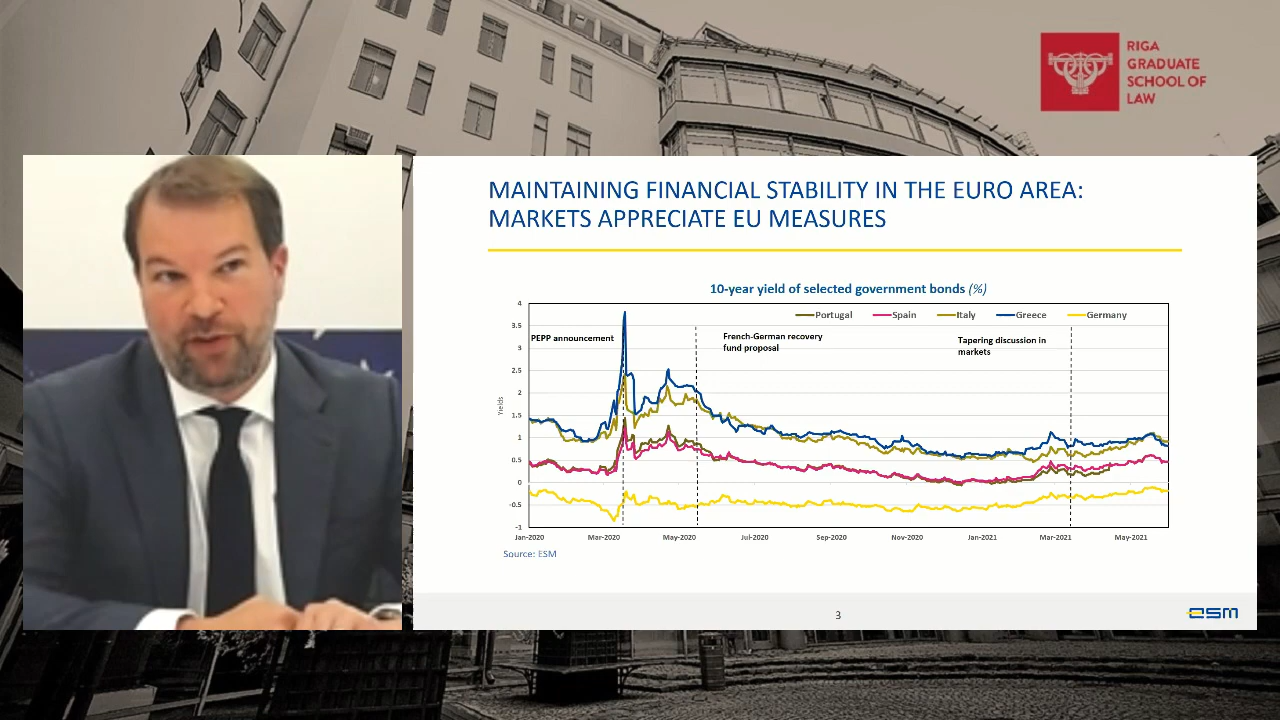 RIGA
GRADUATE
SCHOOL OF
LAW
MAINTAINING FINANCIAL STABILITY IN THE EURO AREA:
MARKETS APPRECIATE EU MEASURES
10-year yield of selected government bonds (%)
Portugal Spain Italy Greece Germany
PEPP announcement
French-German recovery
fund proposal
Tapering discussion in
markets
Yields
4
3.5
3
2.5
2
1.5
1
0.5
0
-0.5
-1
Jan-2020 Mar-2020 May-2020 Jul-2020 Sep-2020 Nov-2020 Jan-2021 Mar-2021 May-2021
Source: ESM
3
esm